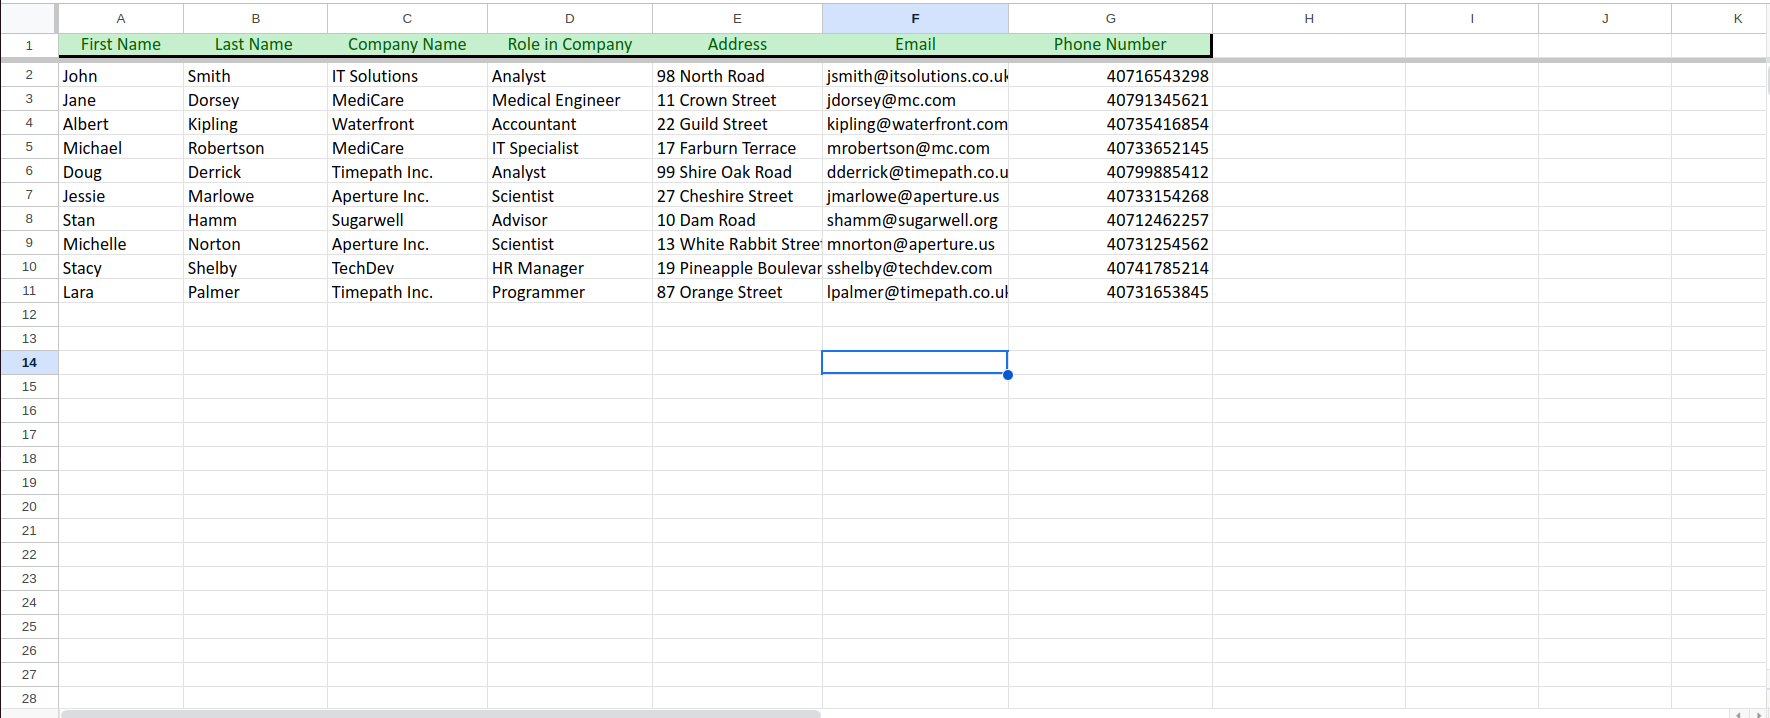 A B C D E F G H I J K
1 First Name Last Name Company Name Role in Company Address Email Phone Number
2 John Smith IT Solutions Analyst 98 North Road jsmith@itsolutions.co.uk 40716543298
3 Jane Dorsey MediCare Medical Engineer 11 Crown Street jdorsey@mc.com 40791345621
4 Albert Kipling Waterfront Accountant 22 Guild Street kipling@waterfront.com 40735416854
5 Michael Robertson MediCare IT Specialist 17 Farburn Terrace mrobertson@mc.com 40733652145
6 Doug Derrick Timepath Inc. Analyst 99 Shire Oak Road dderrick@timepath.co.u 40799885412
7 Jessie Marlowe Aperture Inc. Scientist 27 Cheshire Street jmarlowe@aperture.us 40733154268
8 Stan Hamm Sugarwell Advisor 10 Dam Road shamm@sugarwell.org 40712462257
9 Michelle Norton Aperture Inc. Scientist 13 White Rabbit Street mnorton@aperture.us 40731254562
10 Stacy Shelby TechDev HR Manager 19 Pineapple Boulevar sshelby@techdev.com 40741785214
11 Lara Palmer Timepath Inc. Programmer 87 Orange Street lpalmer@timepath.co.uk 40731653845
12
13
14
15
16
17
18
19
20
21
22
23
24
25
26
27
28